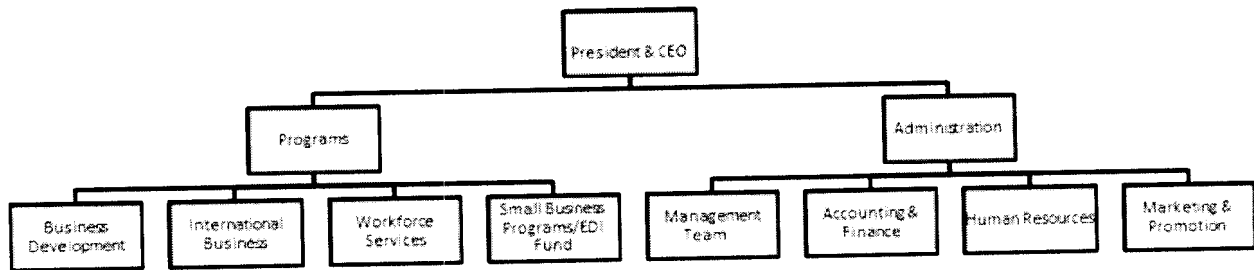 President & CEO
Programs
Administration
Business
Development
International
Business
Workforce
Services
Small Business
Programs/EDI
Fund
Management
Team
Accounting &
Finance
Human Resources
Marketing &
Promotion